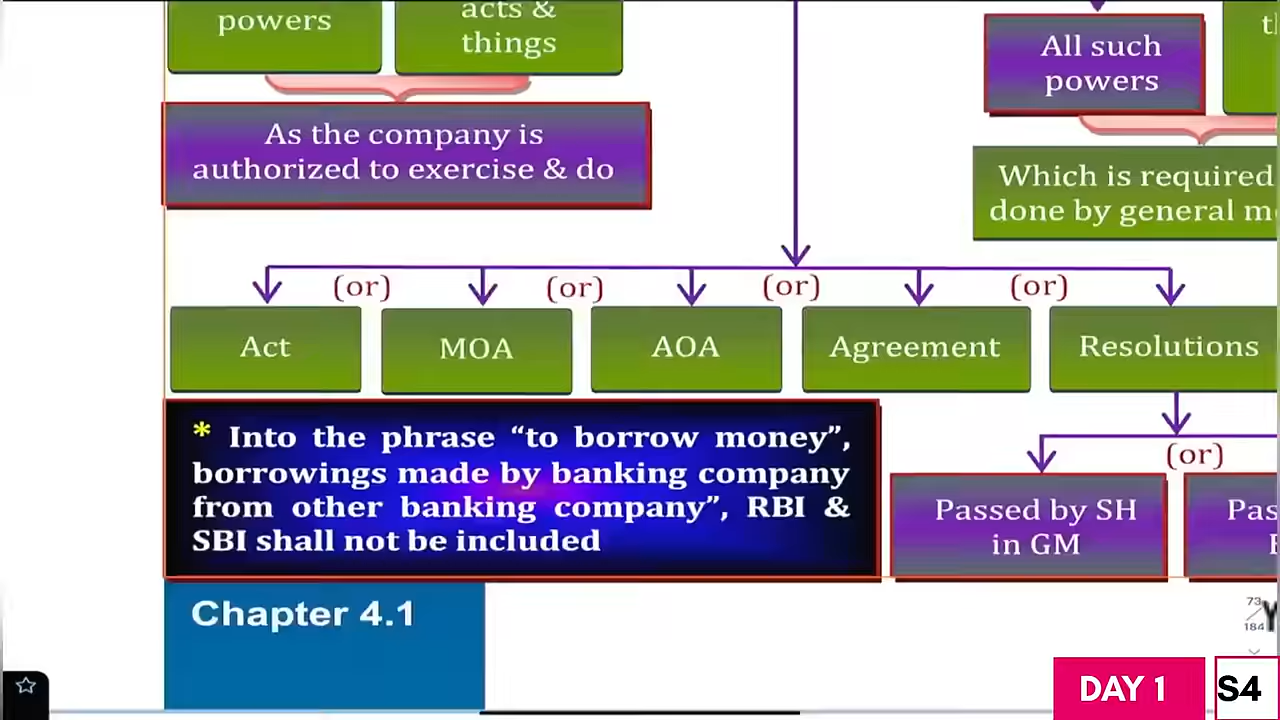 powers
acts &
things
All such
powers
As the company is
authorized to exercise & do
Which is required
done by general m
(or)
(or)
(or)
(or)
Act
MOA
AOA
Agreement
Resolutions
* Into the phrase “to borrow money”,
borrowings made by banking company
from other banking company”, RBI &
SBI shall not be included
(or)
Passed by SH
in GM
Pas
Chapter 4.1
73
184
DAY 1
S4